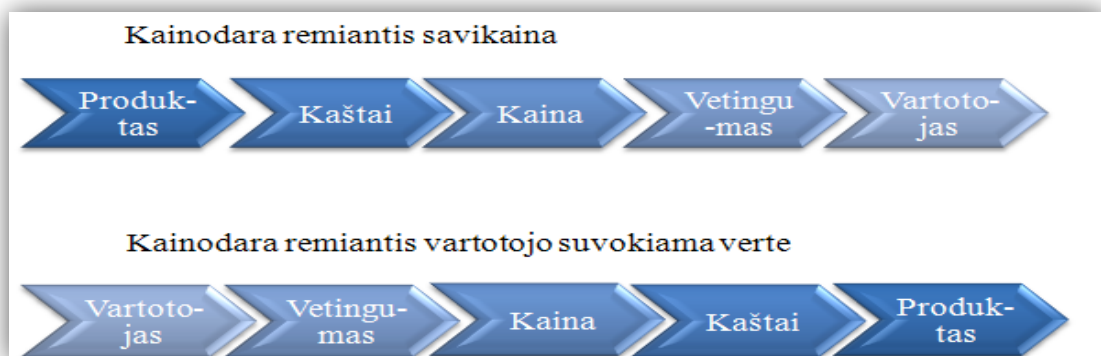 Kainodara remiantis savikaina
Produk-
tas
Kaštai
Kaina
Vetingu
-mas
Vartoto-
jas
Kainodara remiantis vartotojo suvokiama verte
Vartoto-
jas
Vetingu-
mas
Kaina
Kaštai
Produk-
tas